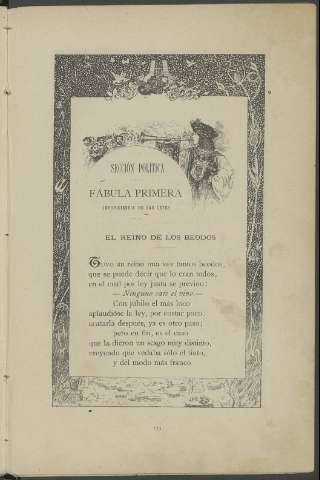 SECCIÓN POLÍTICA
FÁBULA PRIMERA
INOBSERVANCIA DE LAS LEYES
EL REINO DE LOS BEODOS
Tuvo un reino una vez tantos beodos,
que se puede decir que lo eran todos,
en el cual por ley justa se previno:
— Ninguno cate el vino.—
Con júbilo el más loco
aplaudióse la ley, por costar poco:
acatarla después, ya es otro paso;
pero en fin, es el caso
que la dieron un sesgo muy distinto,
creyendo que vedaba sólo el tinto,
y del modo más franco